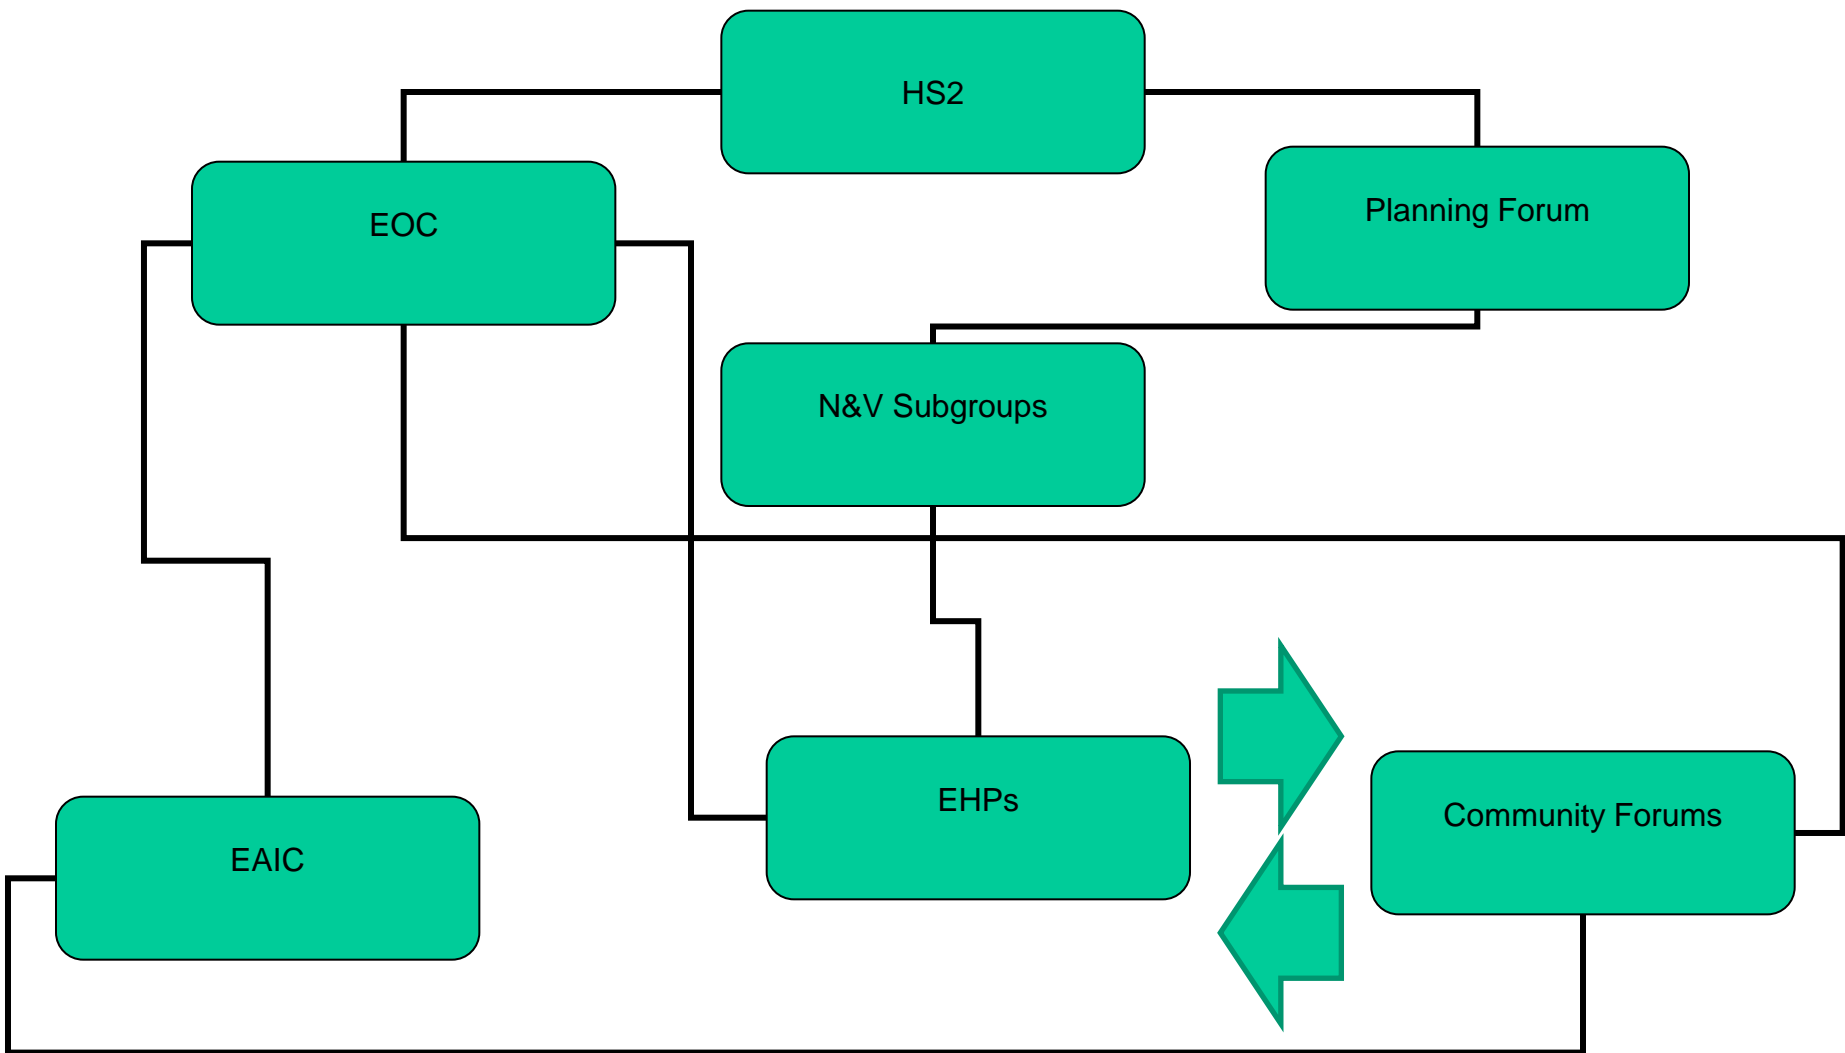 HS2
Planning Forum
EOC
N&V Subgroups
EHPs
Community Forums
EAIC